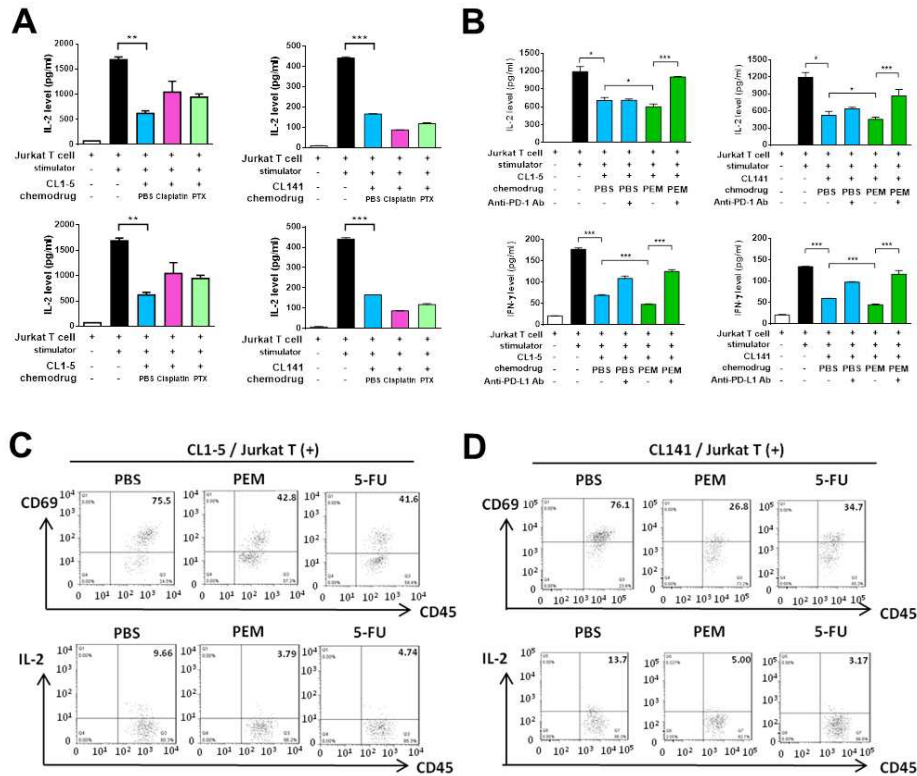 A
B
IL-2 level (pg/ml)
2000
1500
1000
500
0
**
Jurkat T cell + + + + +
stimulator - + + + +
CL1-5 - - + + +
chemodrug PBS Cisplatin PTX
IL-2 level (pg/ml)
500
400
300
200
100
0
***
Jurkat T cell + + + + +
stimulator - + + + +
CL141 - - + + +
chemodrug PBS Cisplatin PTX
IL-2 level (pg/ml)
1500
1200
900
600
300
0
* * ***
Jurkat T cell + + + + + +
stimulator - + + + + +
CL1-5 - - + + + +
chemodrug PBS PBS PEM PEM
Anti-PD-1 Ab - - - + - +
IL-2 level (pg/ml)
1500
1200
900
600
300
0
* * ***
Jurkat T cell + + + + + +
stimulator - + + + + +
CL141 - - + + + +
chmodrug PBS PBS PEM PEM
Anti-PD-1 Ab - - - + - +
IL-2 level (pg/ml)
2000
1500
1000
500
0
**
Jurkat T cell + + + + +
stimulator - + + + +
CL1-5 - - + + +
chemodrug PBS Cisplatin PTX
IL-2 level (pg/ml)
500
400
300
200
100
0
***
Jurkat T cell + + + + +
stimulator - + + + +
CL141 - - + + +
chemodrug PBS Cisplatin PTX
IFN-γ level (pg/ml)
200
150
100
50
0
*** *** ***
Jurkat T cell + + + + + +
stimulator - + + + + +
CL1-5 - - + + + +
chemodrug PBS PBS PEM PEM
Anti-PD-L1 Ab - - - + - +
IFN-γ level (pg/ml)
200
150
100
50
0
*** *** ***
Jurkat T cell + + + + + +
stimulator - + + + + +
CL141 - - + + + +
chemodrug PBS PBS PEM PEM
Anti-PD-L1 Ab - - - + - +
C
CL1-5 / Jurkat T (+)
PBS PEM 5-FU
CD69
75.5 42.8 41.6
CD45
PBS PEM 5-FU
IL-2
9.66 3.79 4.74
CD45
D
CL141 / Jurkat T (+)
PBS PEM 5-FU
CD69
76.1 26.8 34.7
CD45
PBS PEM 5-FU
IL-2
13.7 5.00 3.17
CD45